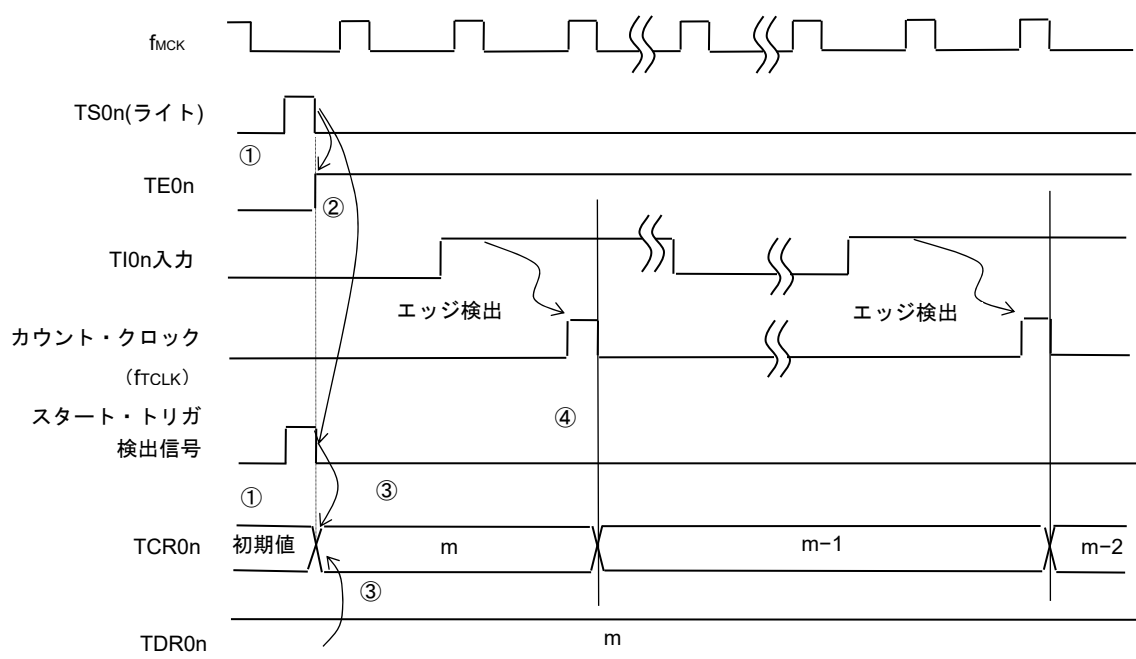 fMCK
TS0n(ライト)
①
TE0n
②
TI0n入力
エッジ検出
エッジ検出
カウント・クロック
（fTCLK）
スタート・トリガ
検出信号
④
①
③
TCR0n
初期値
m
m−1
m−2
③
TDR0n
m